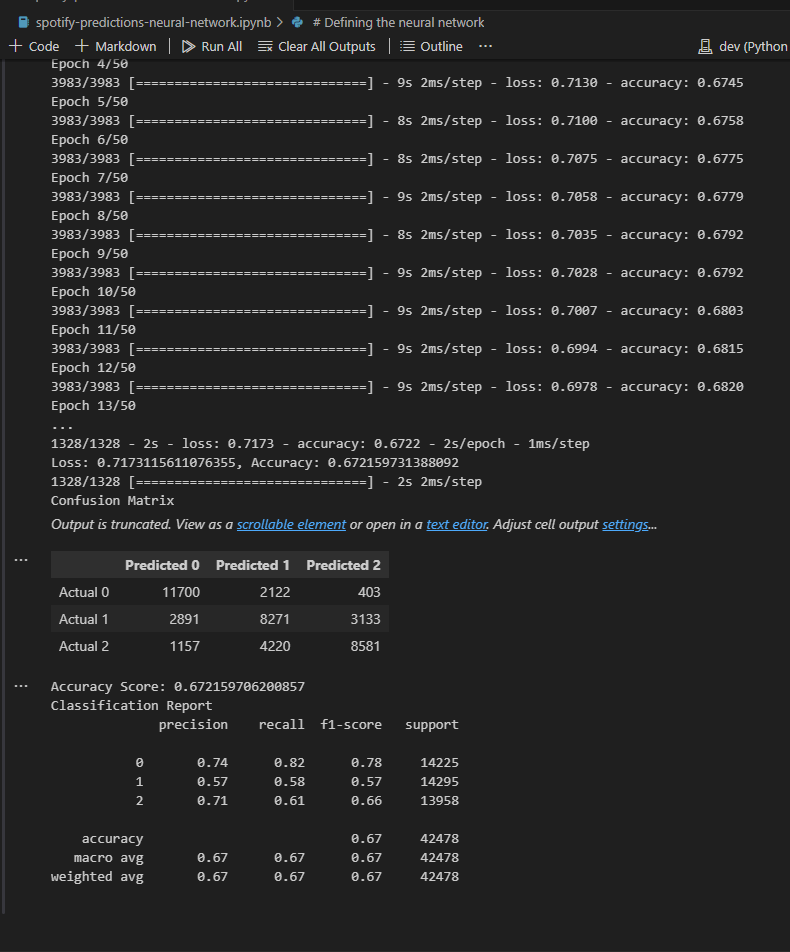 spotify-predictions-neural-network.ipynb > # Defining the neural network
+ Code + Markdown | Run All Clear All Outputs | Outline ... dev (Python
Epoch 4/50
3983/3983 [==============================] - 9s 2ms/step - loss: 0.7130 - accuracy: 0.6745
Epoch 5/50
3983/3983 [==============================] - 8s 2ms/step - loss: 0.7100 - accuracy: 0.6758
Epoch 6/50
3983/3983 [==============================] - 8s 2ms/step - loss: 0.7075 - accuracy: 0.6775
Epoch 7/50
3983/3983 [==============================] - 9s 2ms/step - loss: 0.7058 - accuracy: 0.6779
Epoch 8/50
3983/3983 [==============================] - 8s 2ms/step - loss: 0.7035 - accuracy: 0.6792
Epoch 9/50
3983/3983 [==============================] - 9s 2ms/step - loss: 0.7028 - accuracy: 0.6792
Epoch 10/50
3983/3983 [==============================] - 9s 2ms/step - loss: 0.7007 - accuracy: 0.6803
Epoch 11/50
3983/3983 [==============================] - 9s 2ms/step - loss: 0.6994 - accuracy: 0.6815
Epoch 12/50
3983/3983 [==============================] - 9s 2ms/step - loss: 0.6978 - accuracy: 0.6820
Epoch 13/50
...
1328/1328 - 2s - loss: 0.7173 - accuracy: 0.6722 - 2s/epoch - 1ms/step
Loss: 0.7173115611076355, Accuracy: 0.672159731388092
1328/1328 [==============================] - 2s 2ms/step
Confusion Matrix
Output is truncated. View as a scrollable element or open in a text editor. Adjust cell output settings...
Predicted 0 Predicted 1 Predicted 2
Actual 0 11700 2122 403
Actual 1 2891 8271 3133
Actual 2 1157 4220 8581
Accuracy Score: 0.672159706200857
Classification Report
precision recall f1-score support
0 0.74 0.82 0.78 14225
1 0.57 0.58 0.57 14295
2 0.71 0.61 0.66 13958
accuracy 0.67 42478
macro avg 0.67 0.67 0.67 42478
weighted avg 0.67 0.67 0.67 42478